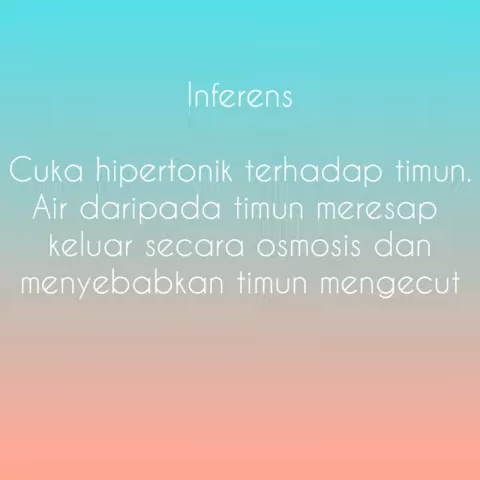 Inferens
Cuka hipertonik terhadap timun.
Air daripada timun meresap
keluar secara osmosis dan
menyebabkan timun mengecut